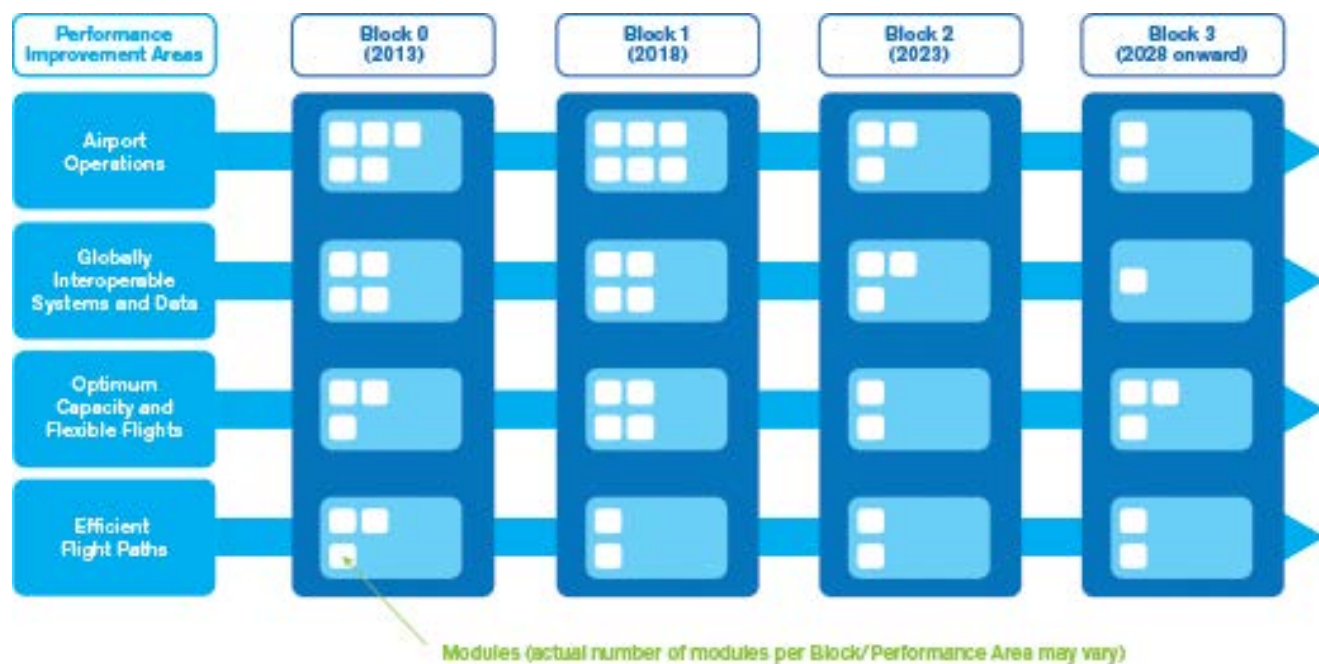 Performance
Improvement Areas
Block 0
(2013)
Block 1
(2018)
Block 2
(2023)
Block 3
(2028 onward)
Airport
Operations
Globally
Interoperable
Systems and Data
Optimum
Capacity and
Flexible Flights
Efficient
Flight Paths
Modules (actual number of modules per Block/Performance Area may vary)